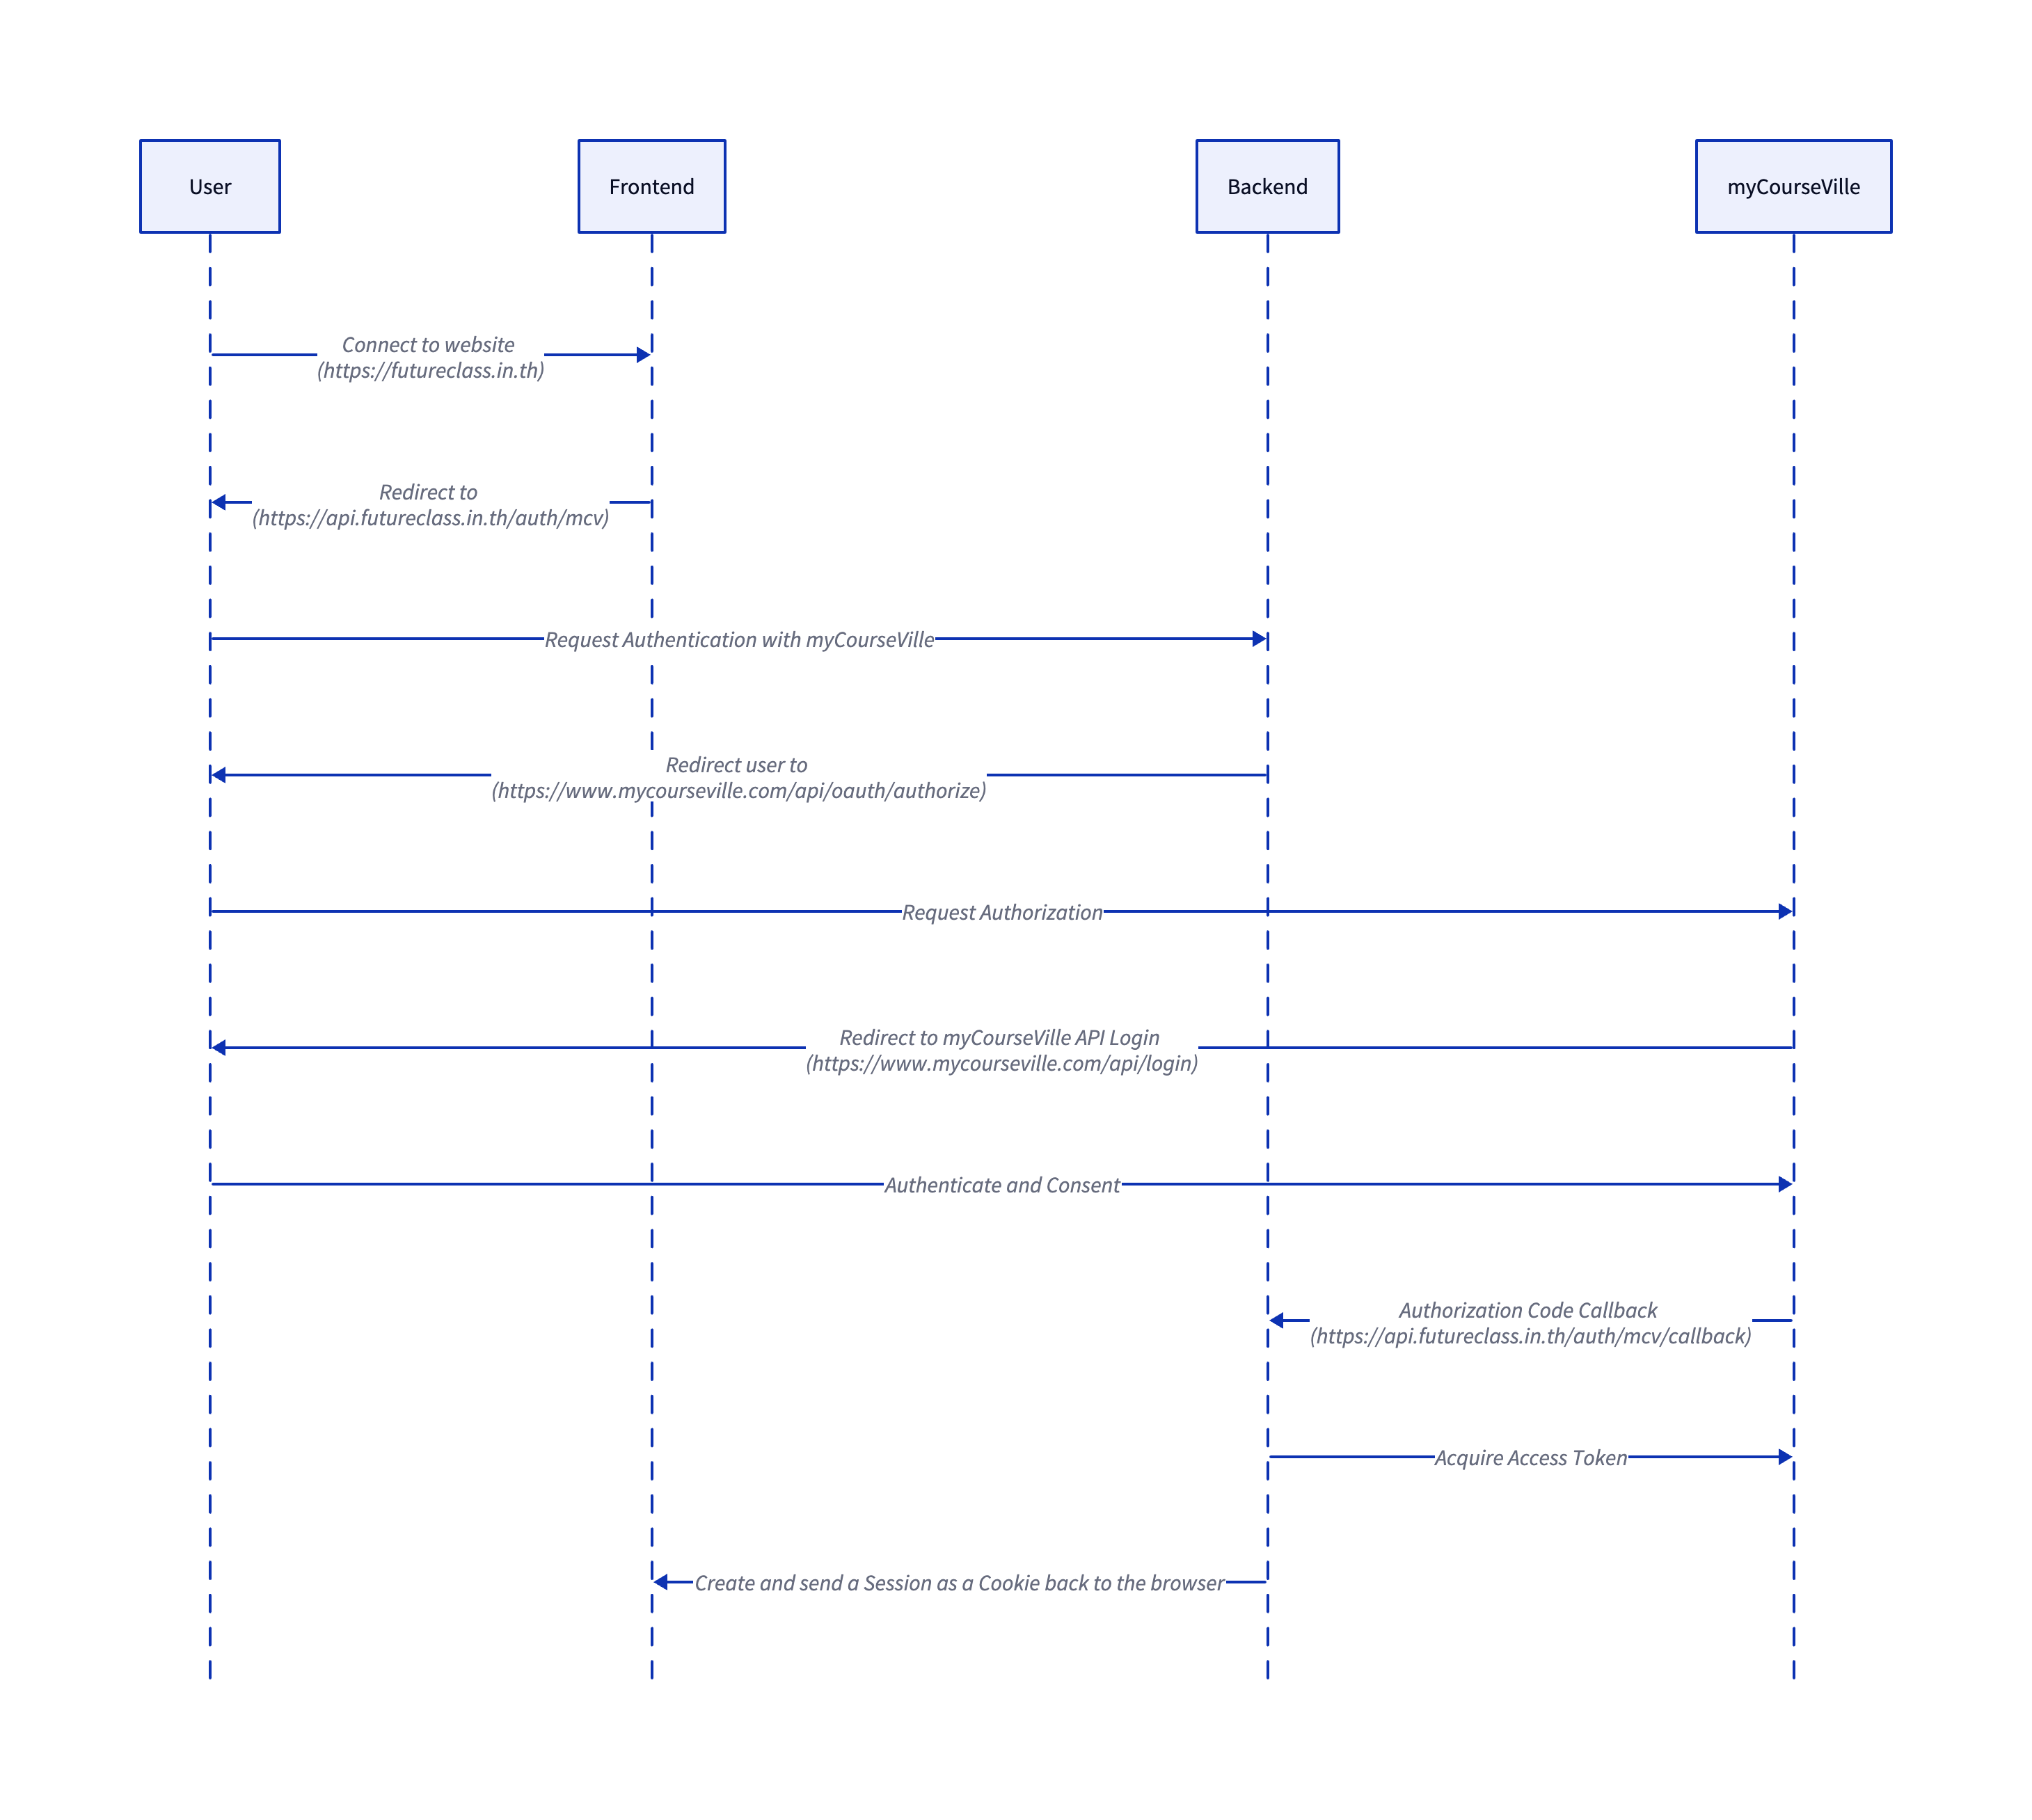 User
Frontend
Backend
myCourseVille
Connect to website
(https://futureclass.in.th)
Redirect to
(https://api.futureclass.in.th/auth/mcv)
Request Authentication with myCourseVille
Redirect user to
(https://www.mycourseville.com/api/oauth/authorize)
Request Authorization
Redirect to myCourseVille API Login
(https://www.mycourseville.com/api/login)
Authenticate and Consent
Authorization Code Callback
(https://api.futureclass.in.th/auth/mcv/callback)
Acquire Access Token
Create and send a Session as a Cookie back to the browser